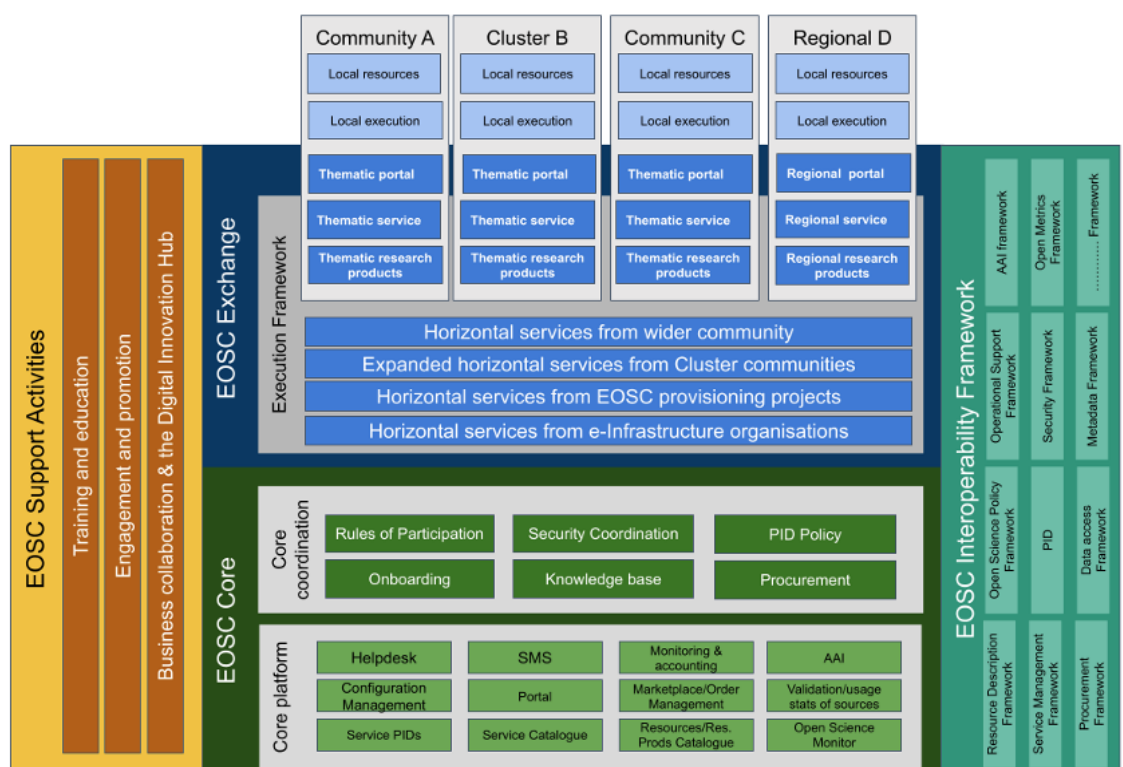 Community A
Cluster B
Community C
Regional D
Local resources
Local resources
Local resources
Local resources
Local execution
Local execution
Local execution
Local execution
Thematic portal
Thematic portal
Thematic portal
Regional portal
Thematic service
Thematic service
Thematic service
Regional service
Thematic research
products
Thematic research
products
Thematic research
products
Regional research
products
EOSC Support Activities
Training and education
Engagement and promotion
Business collaboration & the Digital Innovation Hub
EOSC Exchange
Execution Framework
Horizontal services from wider community
Expanded horizontal services from Cluster communities
Horizontal services from EOSC provisioning projects
Horizontal services from e-Infrastructure organisations
EOSC Core
Core
coordination
Rules of Participation
Security Coordination
PID Policy
Onboarding
Knowledge base
Procurement
Core platform
Helpdesk
SMS
Monitoring &
accounting
AAI
Configuration
Management
Portal
Marketplace/Order
Management
Validation/usage
stats of sources
Service PIDs
Service Catalogue
Resources/Res.
Prods Catalogue
Open Science
Monitor
EOSC Interoperability Framework
AAI framework
Open Metrics
Framework
.......... Framework
Operational Support
Framework
Security Framework
Metadata Framework
Open Science Policy
Framework
PID
Data access
Framework
Resource Description
Framework
Service Management
Framework
Procurement
Framework